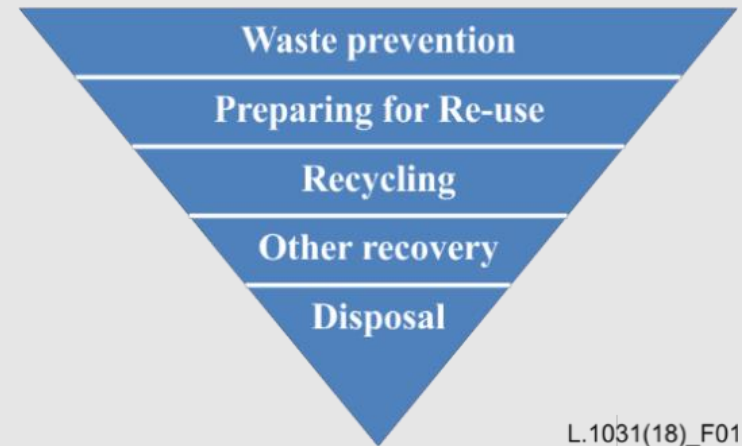 Waste prevention
Preparing for Re-use
Recycling
Other recovery
Disposal
L.1031(18)_F01